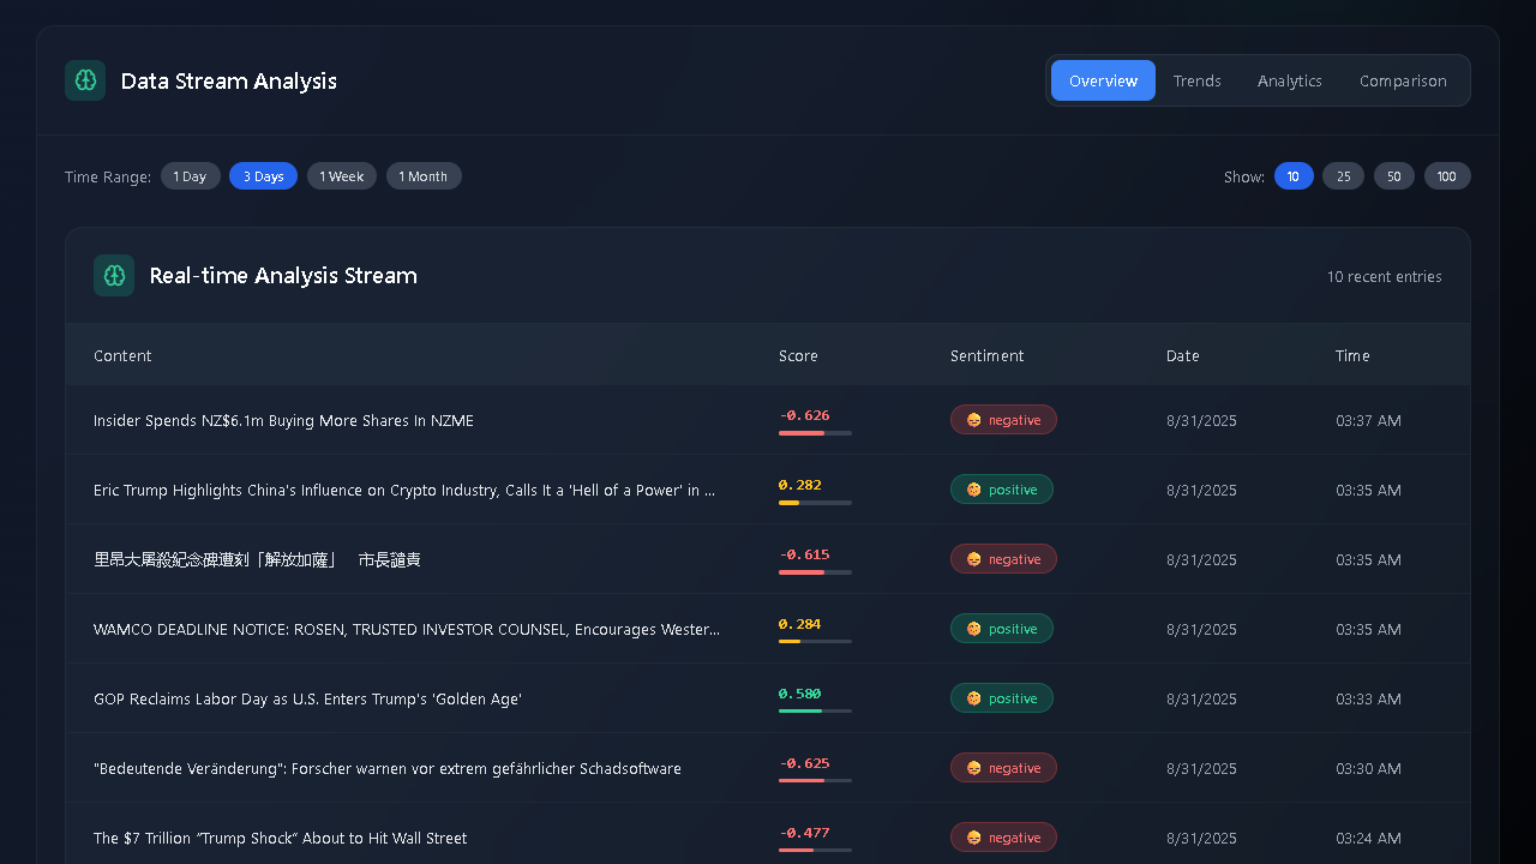 Data Stream Analysis
Overview Trends Analytics Comparison
Time Range: 1 Day 3 Days 1 Week 1 Month
Show: 10 25 50 100
Real-time Analysis Stream
10 recent entries
Content Score Sentiment Date Time
Insider Spends NZ$6.1m Buying More Shares In NZME -0.626 negative 8/31/2025 03:37 AM
Eric Trump Highlights China's Influence on Crypto Industry, Calls It a 'Hell of a Power' in ... 0.282 positive 8/31/2025 03:35 AM
里昂大屠殺紀念碑遭刻「解放加薩」　市長譴責 -0.615 negative 8/31/2025 03:35 AM
WAMCO DEADLINE NOTICE: ROSEN, TRUSTED INVESTOR COUNSEL, Encourages Wester... 0.284 positive 8/31/2025 03:35 AM
GOP Reclaims Labor Day as U.S. Enters Trump's 'Golden Age' 0.580 positive 8/31/2025 03:33 AM
"Bedeutende Veränderung": Forscher warnen vor extrem gefährlicher Schadsoftware -0.625 negative 8/31/2025 03:30 AM
The $7 Trillion “Trump Shock” About to Hit Wall Street -0.477 negative 8/31/2025 03:24 AM